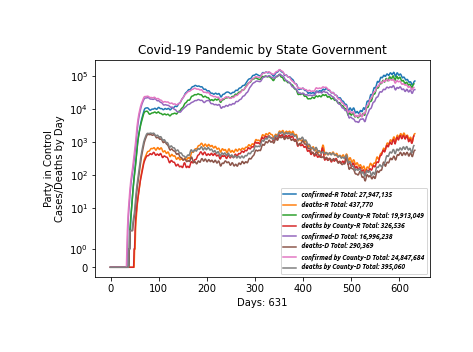 Covid-19 Pandemic by State Government
Party in Control
Cases/Deaths by Day
10⁵
10⁴
10³
10²
10¹
10⁰
0
confirmed-R Total: 27,947,135
deaths-R Total: 437,770
confirmed by County-R Total: 19,913,049
deaths by County-R Total: 326,536
confirmed-D Total: 16,996,238
deaths-D Total: 290,369
confirmed by County-D Total: 24,847,684
deaths by County-D Total: 395,060
0 100 200 300 400 500 600
Days: 631